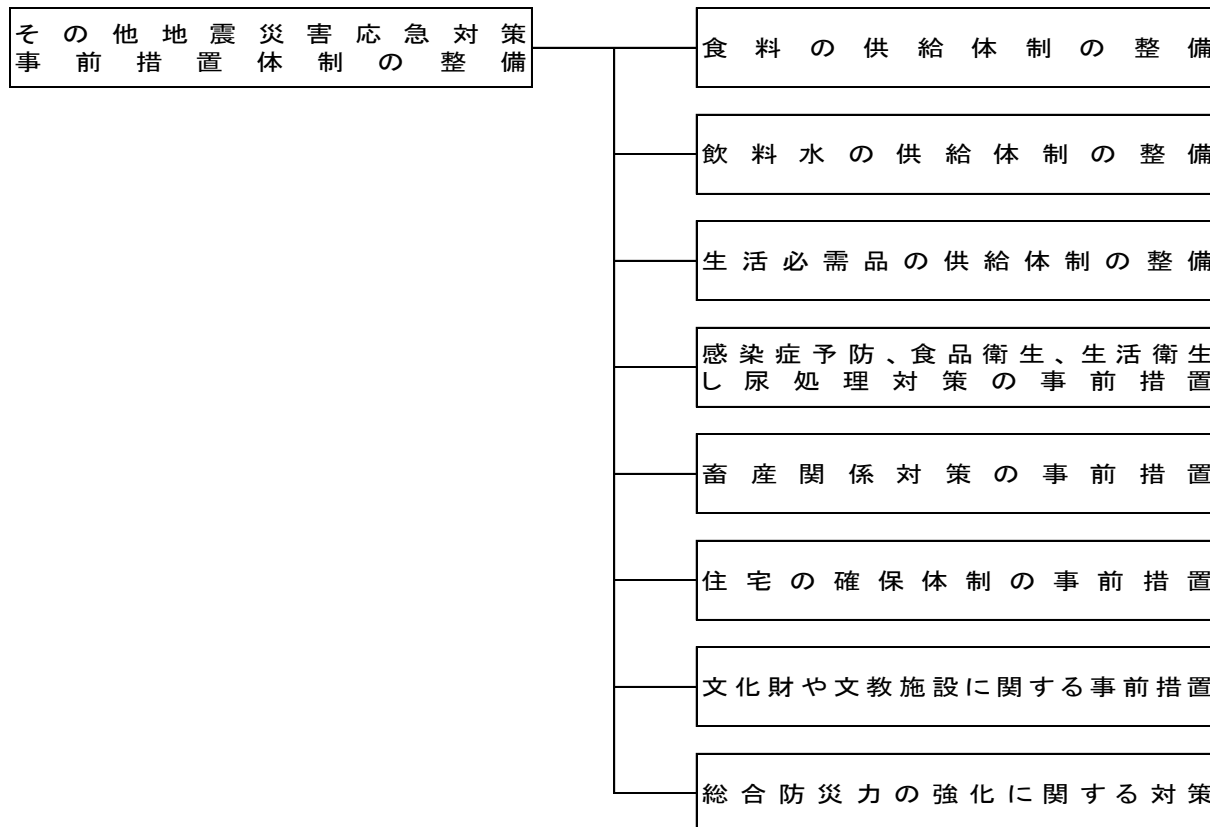 その他地震災害応急対策
事前措置体制の整備
食料の供給体制の整備
飲料水の供給体制の整備
生活必需品の供給体制の整備
感染症予防、食品衛生、生活衛生
し尿処理対策の事前措置
畜産関係対策の事前措置
住宅の確保体制の事前措置
文化財や文教施設に関する事前措置
総合防災力の強化に関する対策